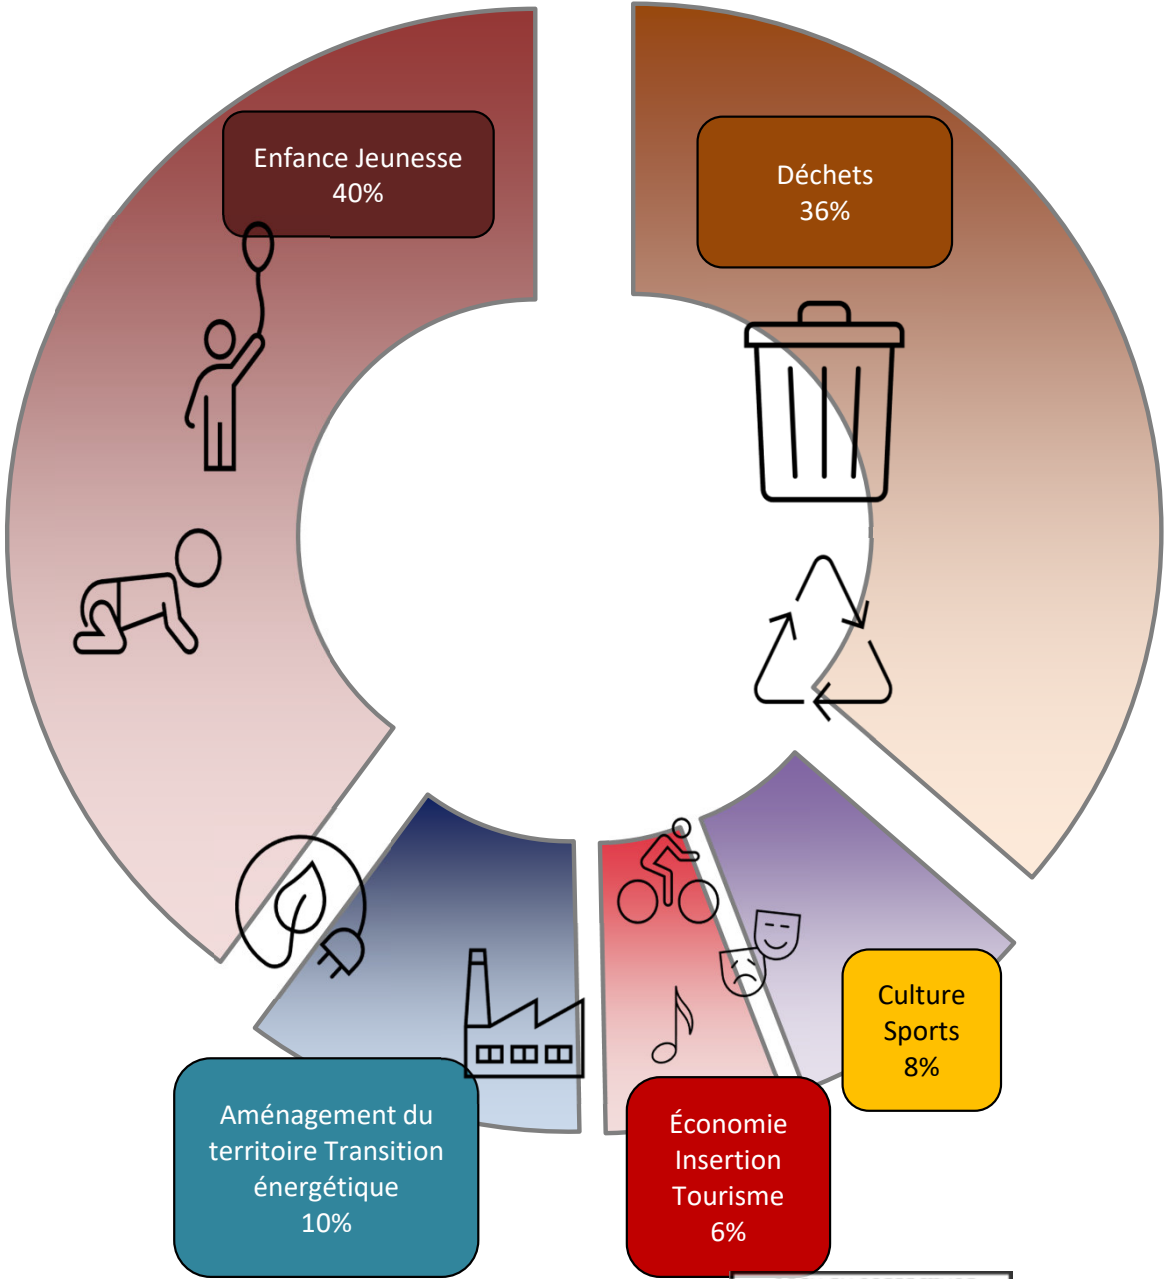 Enfance Jeunesse
40%
Déchets
36%
Culture
Sports
8%
Aménagement du
territoire Transition
énergétique
10%
Économie
Insertion
Tourisme
6%